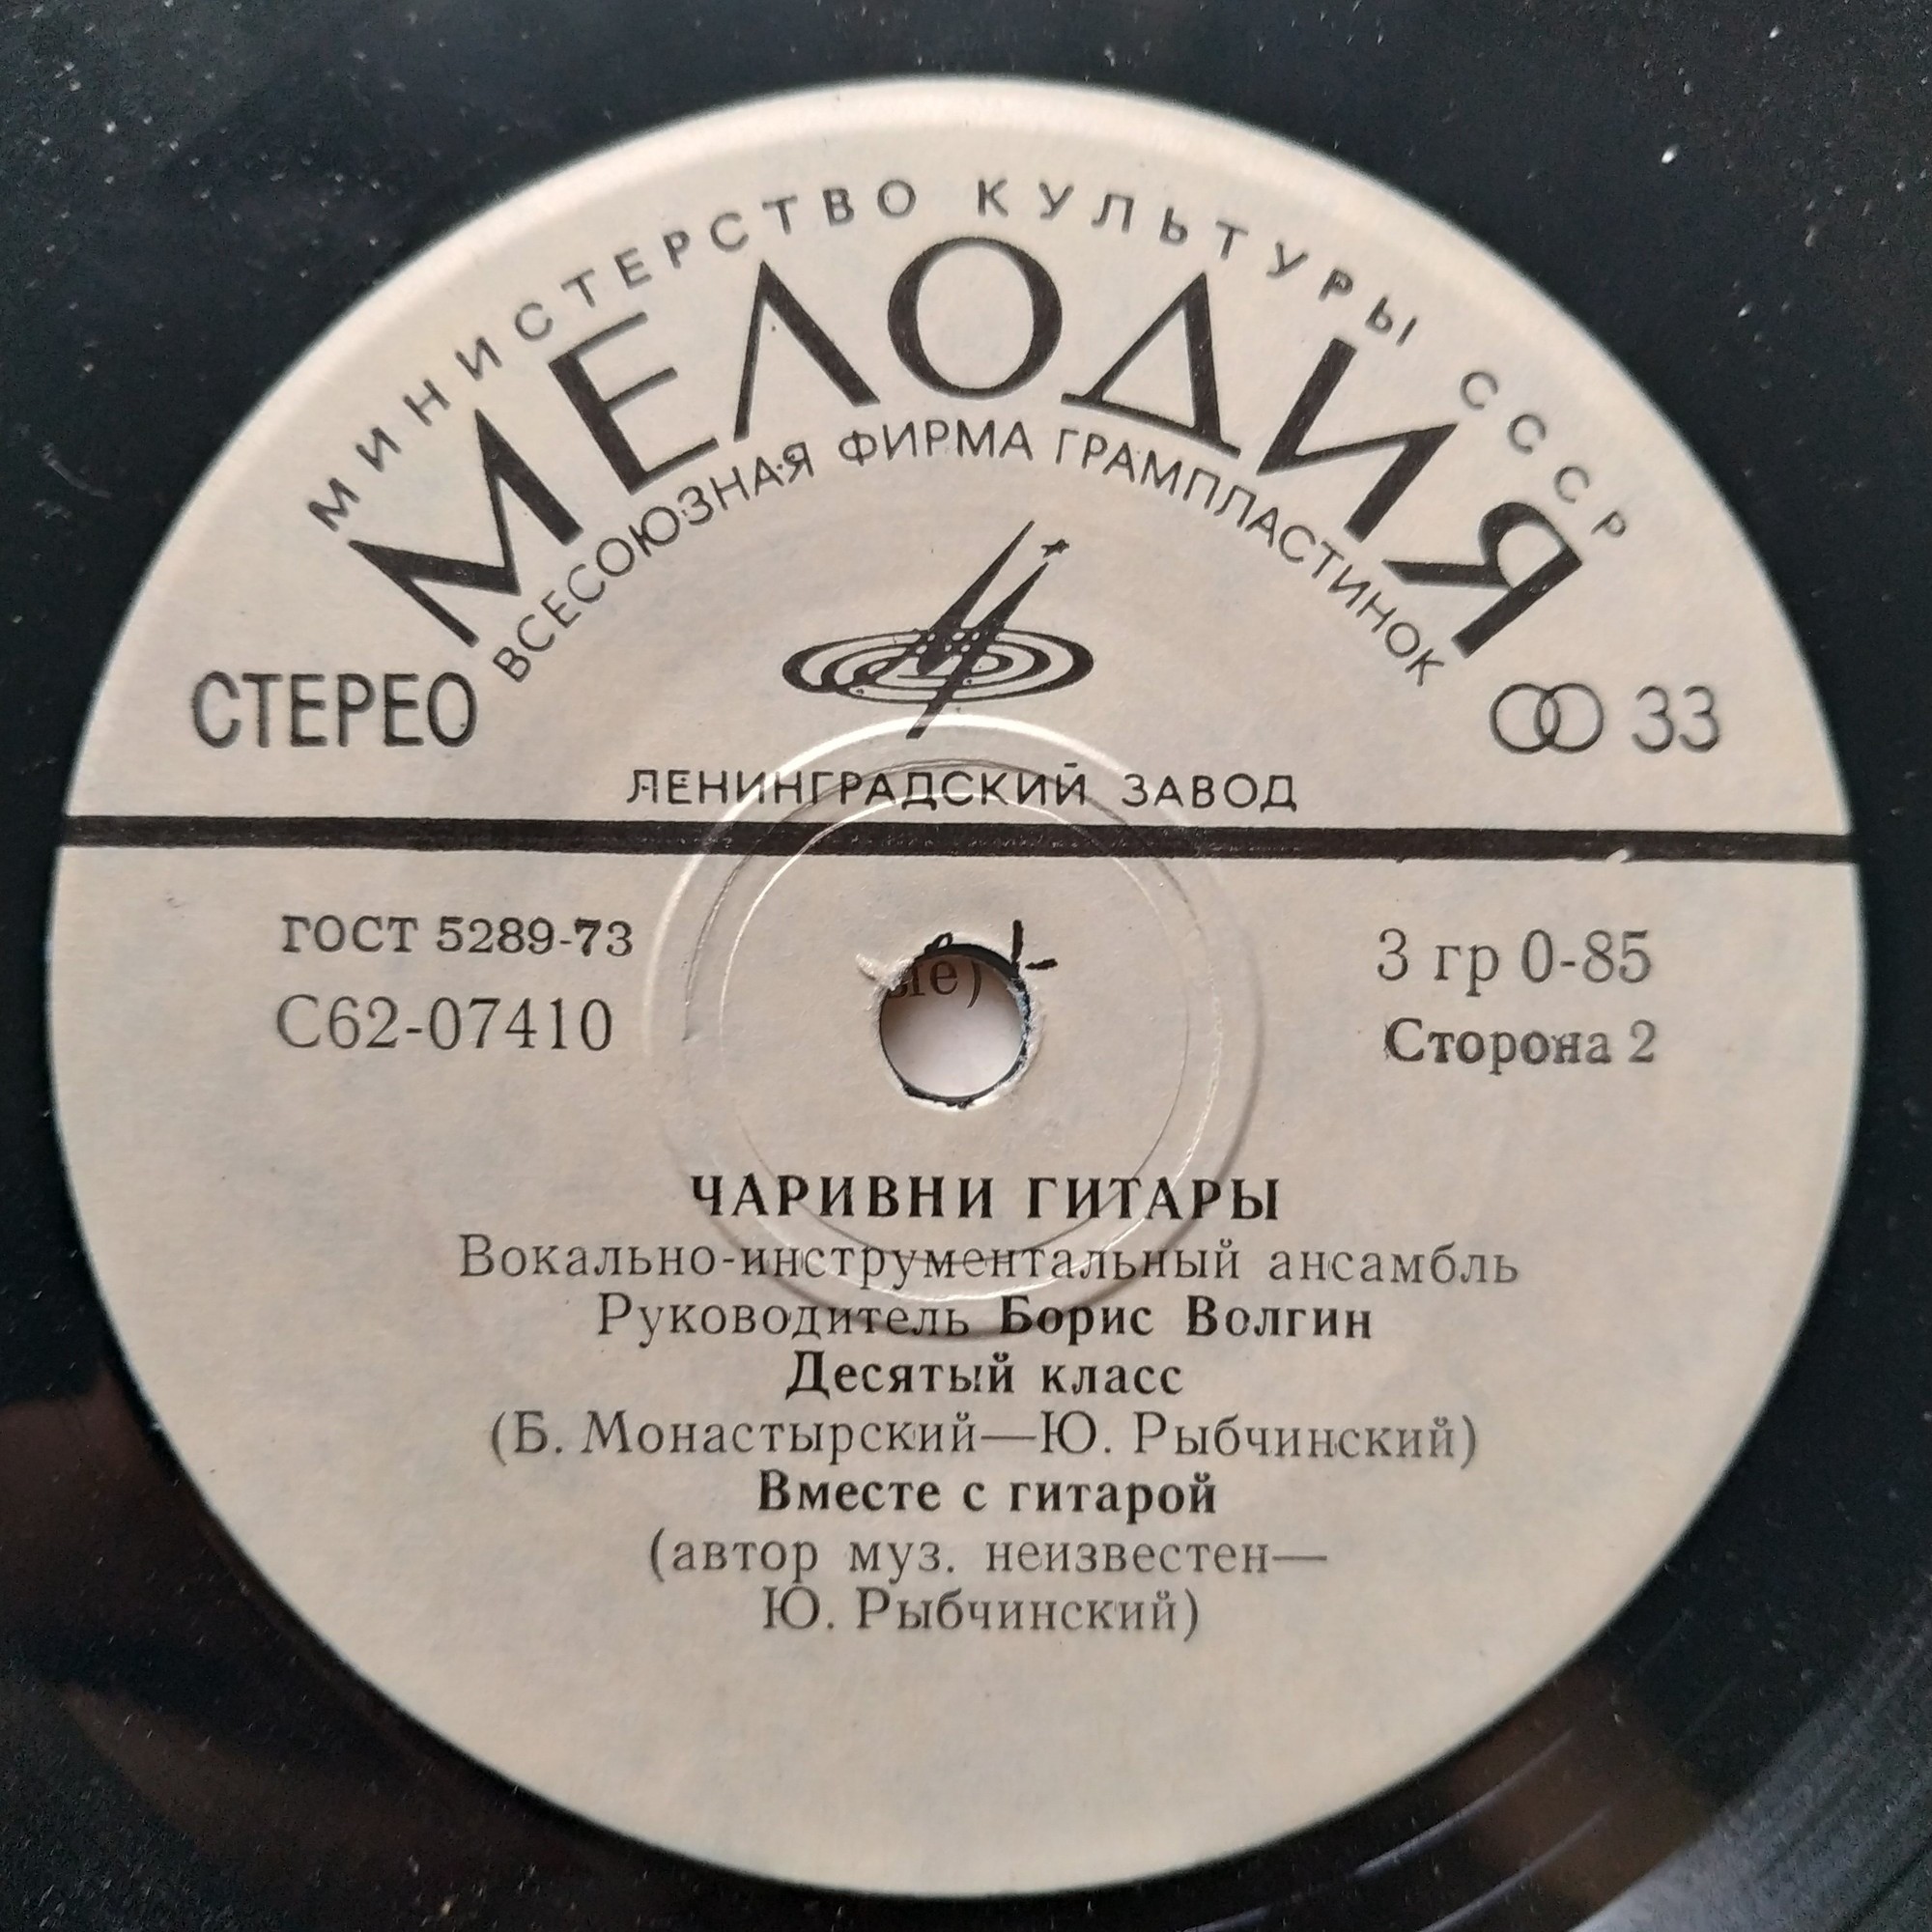 МИНИСТЕРСТВО КУЛЬТУРЫ СССР
МЕЛОДИЯ
ВСЕСОЮЗНАЯ ФИРМА ГРАМПЛАСТИНОК
СТЕРЕО
33
ЛЕНИНГРАДСКИЙ ЗАВОД
ГОСТ 5289-73
С62-07410
3 гр 0-85
Сторона 2
ЧАРИВНИ ГИТАРЫ
Вокально-инструментальный ансамбль
Руководитель Борис Волгин
Десятый класс
(Б. Монастырский—Ю. Рыбчинский)
Вместе с гитарой
(автор муз. неизвестен—
Ю. Рыбчинский)